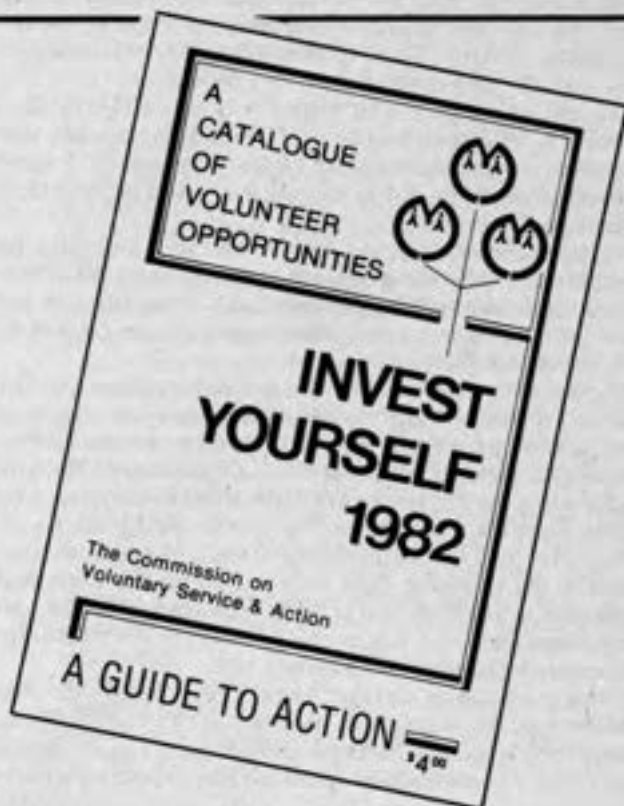 A
CATALOGUE
OF
VOLUNTEER
OPPORTUNITIES
INVEST
YOURSELF
1982
The Commission on
Voluntary Service & Action
A GUIDE TO ACTION
$4.00